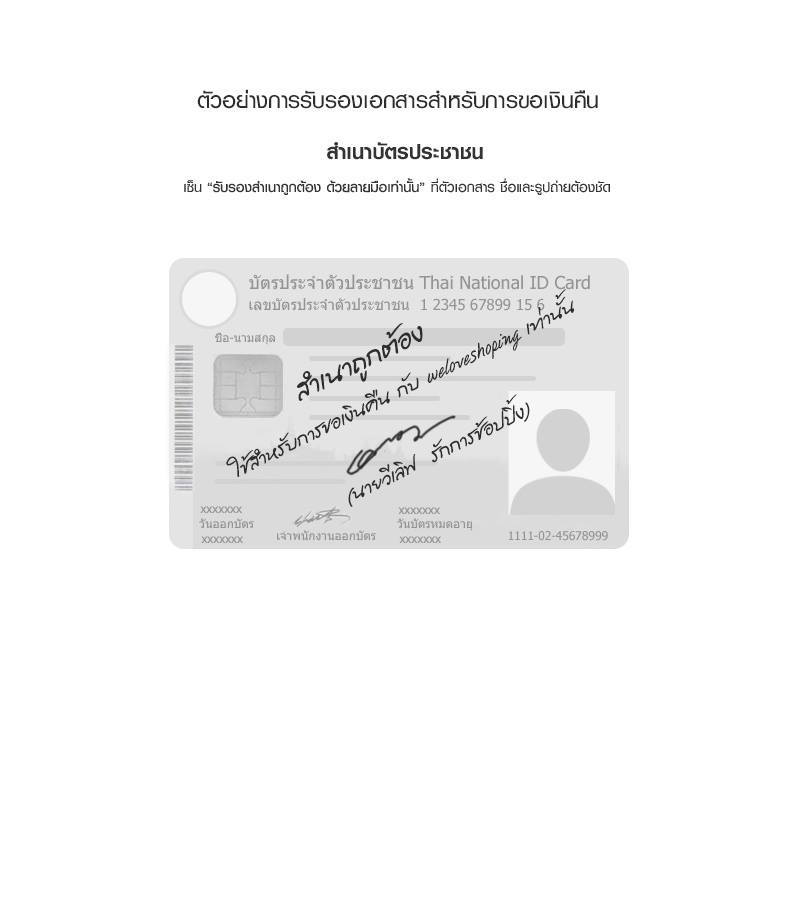 ตัวอย่างการรับรองเอกสารสำหรับการขอเงินคืน
สำเนาบัตรประชาชน
เซ็น “รับรองสำเนาถูกต้อง ด้วยลายมือเท่านั้น” ที่ตัวเอกสาร ชื่อและรูปถ่ายต้องชัด
บัตรประจำตัวประชาชน Thai National ID Card
เลขบัตรประจำตัวประชาชน 1 2345 67899 15 6
ชื่อ-นามสกุล
สำเนาถูกต้อง
ใช้สำหรับการขอเงินคืน กับ weloveshoping เท่านั้น
(นายวีเลิฟ รักการช้อปปิ้ง)
xxxxxxx
วันออกบัตร
xxxxxxx
เจ้าพนักงานออกบัตร
xxxxxxx
วันบัตรหมดอายุ
xxxxxxx
1111-02-45678999